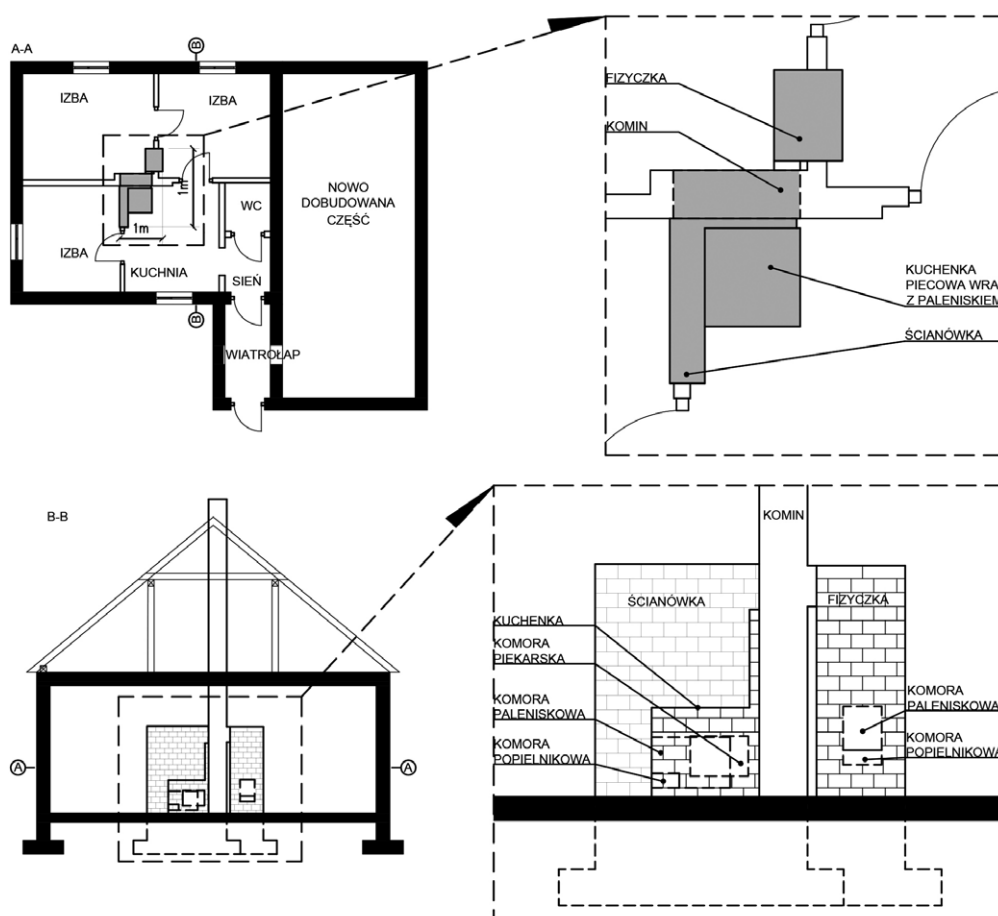 A-A
B
IZBA
IZBA
1m
WC
IZBA
1m
KUCHNIA
SIEŃ
B
WIATROŁAP
NOWO
DOBUDOWANA
CZĘŚĆ
FIZYCZKA
KOMIN
KUCHENKA
PIECOWA WRA
Z PALENISKIEM
ŚCIANÓWKA
B-B
A
A
KOMIN
ŚCIANÓWKA
FIZYCZKA
KUCHENKA
KOMORA
PIEKARSKA
KOMORA
PALENISKOWA
KOMORA
POPIELNIKOWA
KOMORA
PALENISKOWA
KOMORA
POPIELNIKOWA